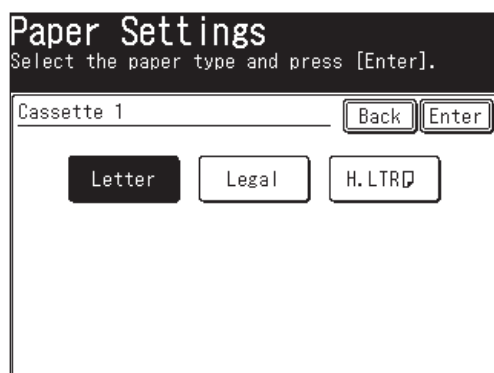 Paper Settings
Select the paper type and press [Enter].
Cassette 1 Back Enter
Letter Legal H.LTR